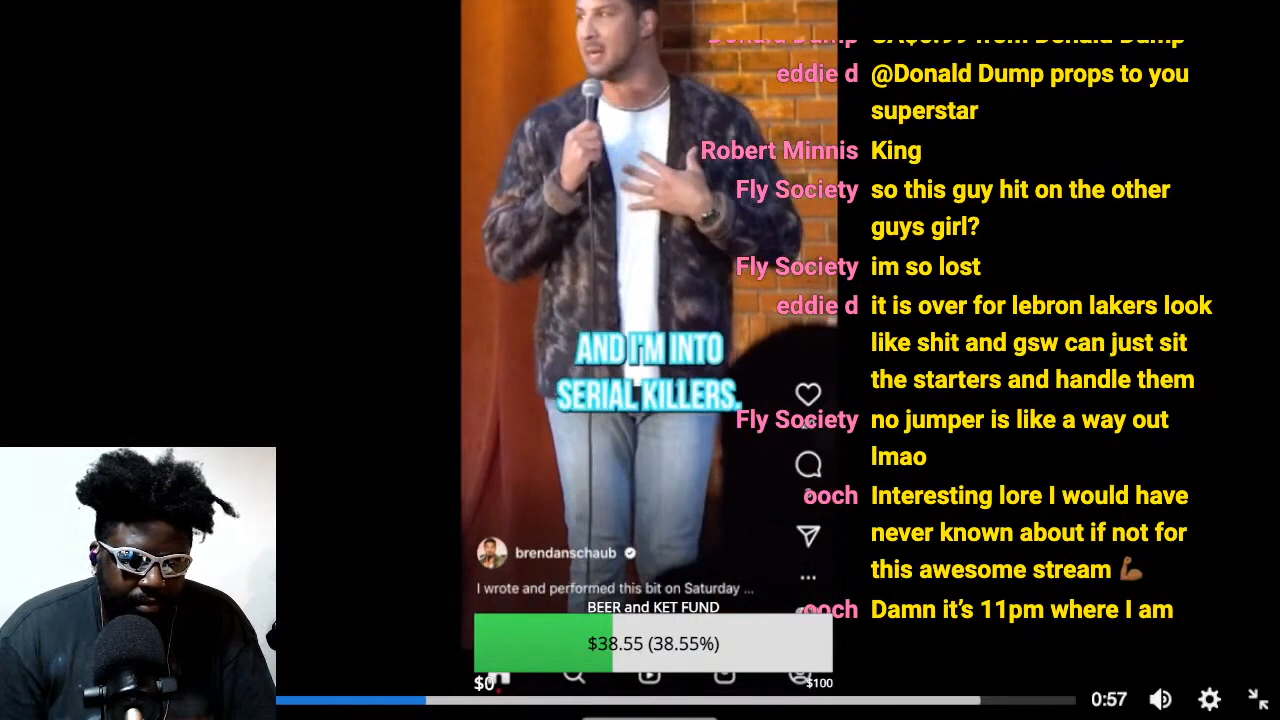 eddie d @Donald Dump props to you
superstar
Robert Minnis King
Fly Society so this guy hit on the other
guys girl?
Fly Society im so lost
eddie d it is over for lebron lakers look
like shit and gsw can just sit
the starters and handle them
Fly Society no jumper is like a way out
lmao
ooch Interesting lore I would have
never known about if not for
this awesome stream 💪🏾
ooch Damn it's 11pm where I am
AND I'M INTO
SERIAL KILLERS.
brendanschaub
I wrote and performed this bit on Saturday ...
BEER and KET FUND
$38.55 (38.55%)
$0
$100
0:57